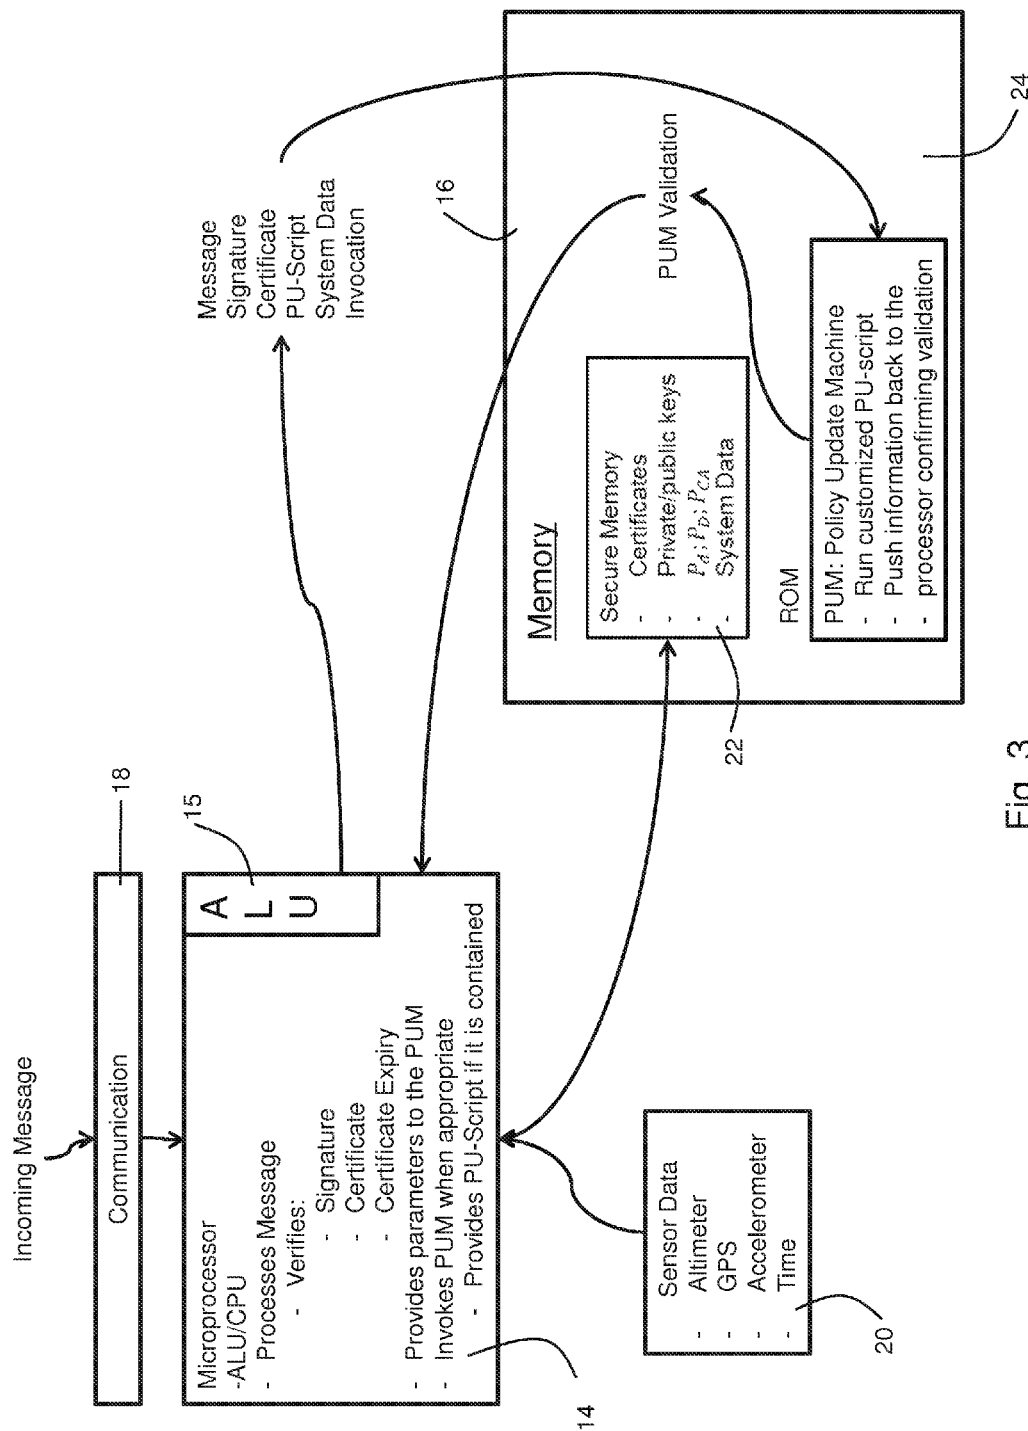 Incoming Message
Communication
18
Microprocessor
-ALU/CPU
- Processes Message
- Verifies:
- Signature
- Certificate
- Certificate Expiry
- Provides parameters to the PUM
- Invokes PUM when appropriate
- Provides PU-Script if it is contained
A
L
U
15
14
Sensor Data
- Altimeter
- GPS
- Accelerometer
- Time
20
Message
Signature
Certificate
PU-Script
System Data
Invocation
16
Memory
Secure Memory
- Certificates
- Private/public keys
- P_d; P_D; P_CA
- System Data
22
PUM Validation
ROM
PUM: Policy Update Machine
- Run customized PU-script
- Push information back to the
- processor confirming validation
24
Fig. 3